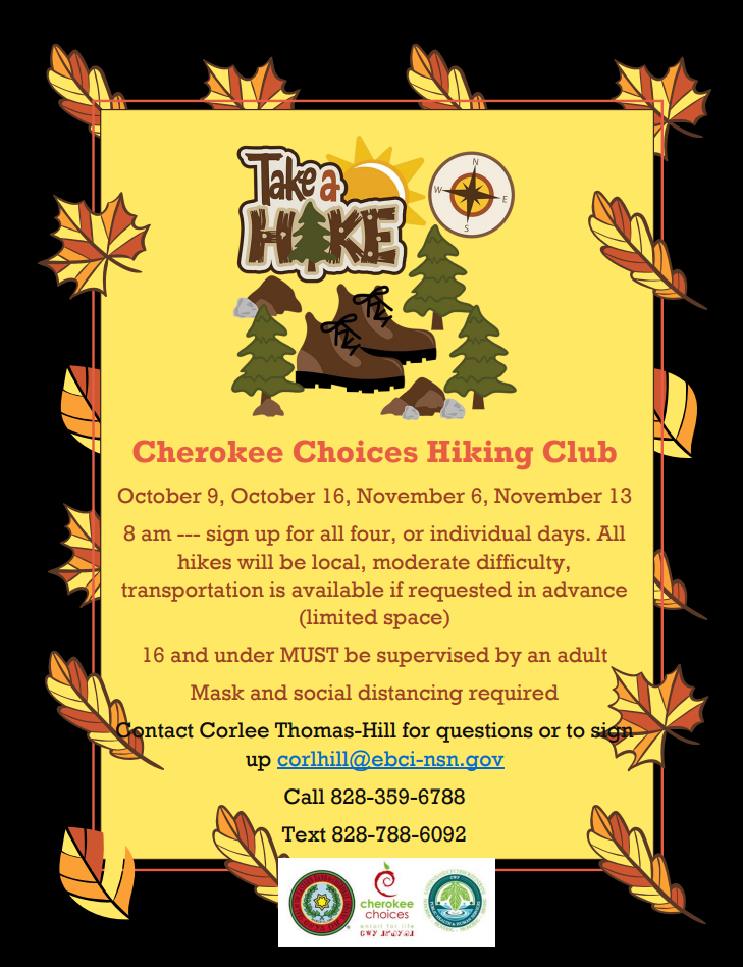 Take a
HIKE
N
W
E
S
Cherokee Choices Hiking Club
October 9, October 16, November 6, November 13
8 am --- sign up for all four, or individual days. All
hikes will be local, moderate difficulty,
transportation is available if requested in advance
(limited space)
16 and under MUST be supervised by an adult
Mask and social distancing required
Contact Corlee Thomas-Hill for questions or to sign
up corlhill@ebci-nsn.gov
Call 828-359-6788
Text 828-788-6092
cherokee
choices